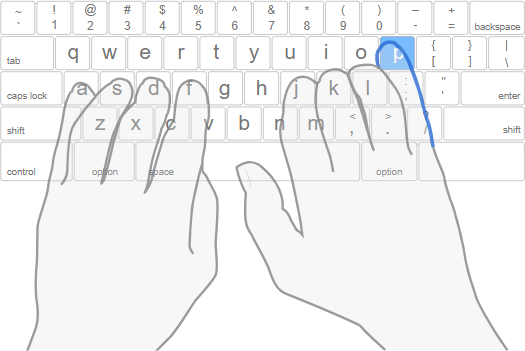 ~ ! @ # $ % ^ & * ( ) – +
` 1 2 3 4 5 6 7 8 9 0 - = backspace
tab q w e r t y u i o p { [ } ] | \
caps lock a s d f g h j k l : ; " ' enter
shift z x c v b n m < , > . / shift
control option space option